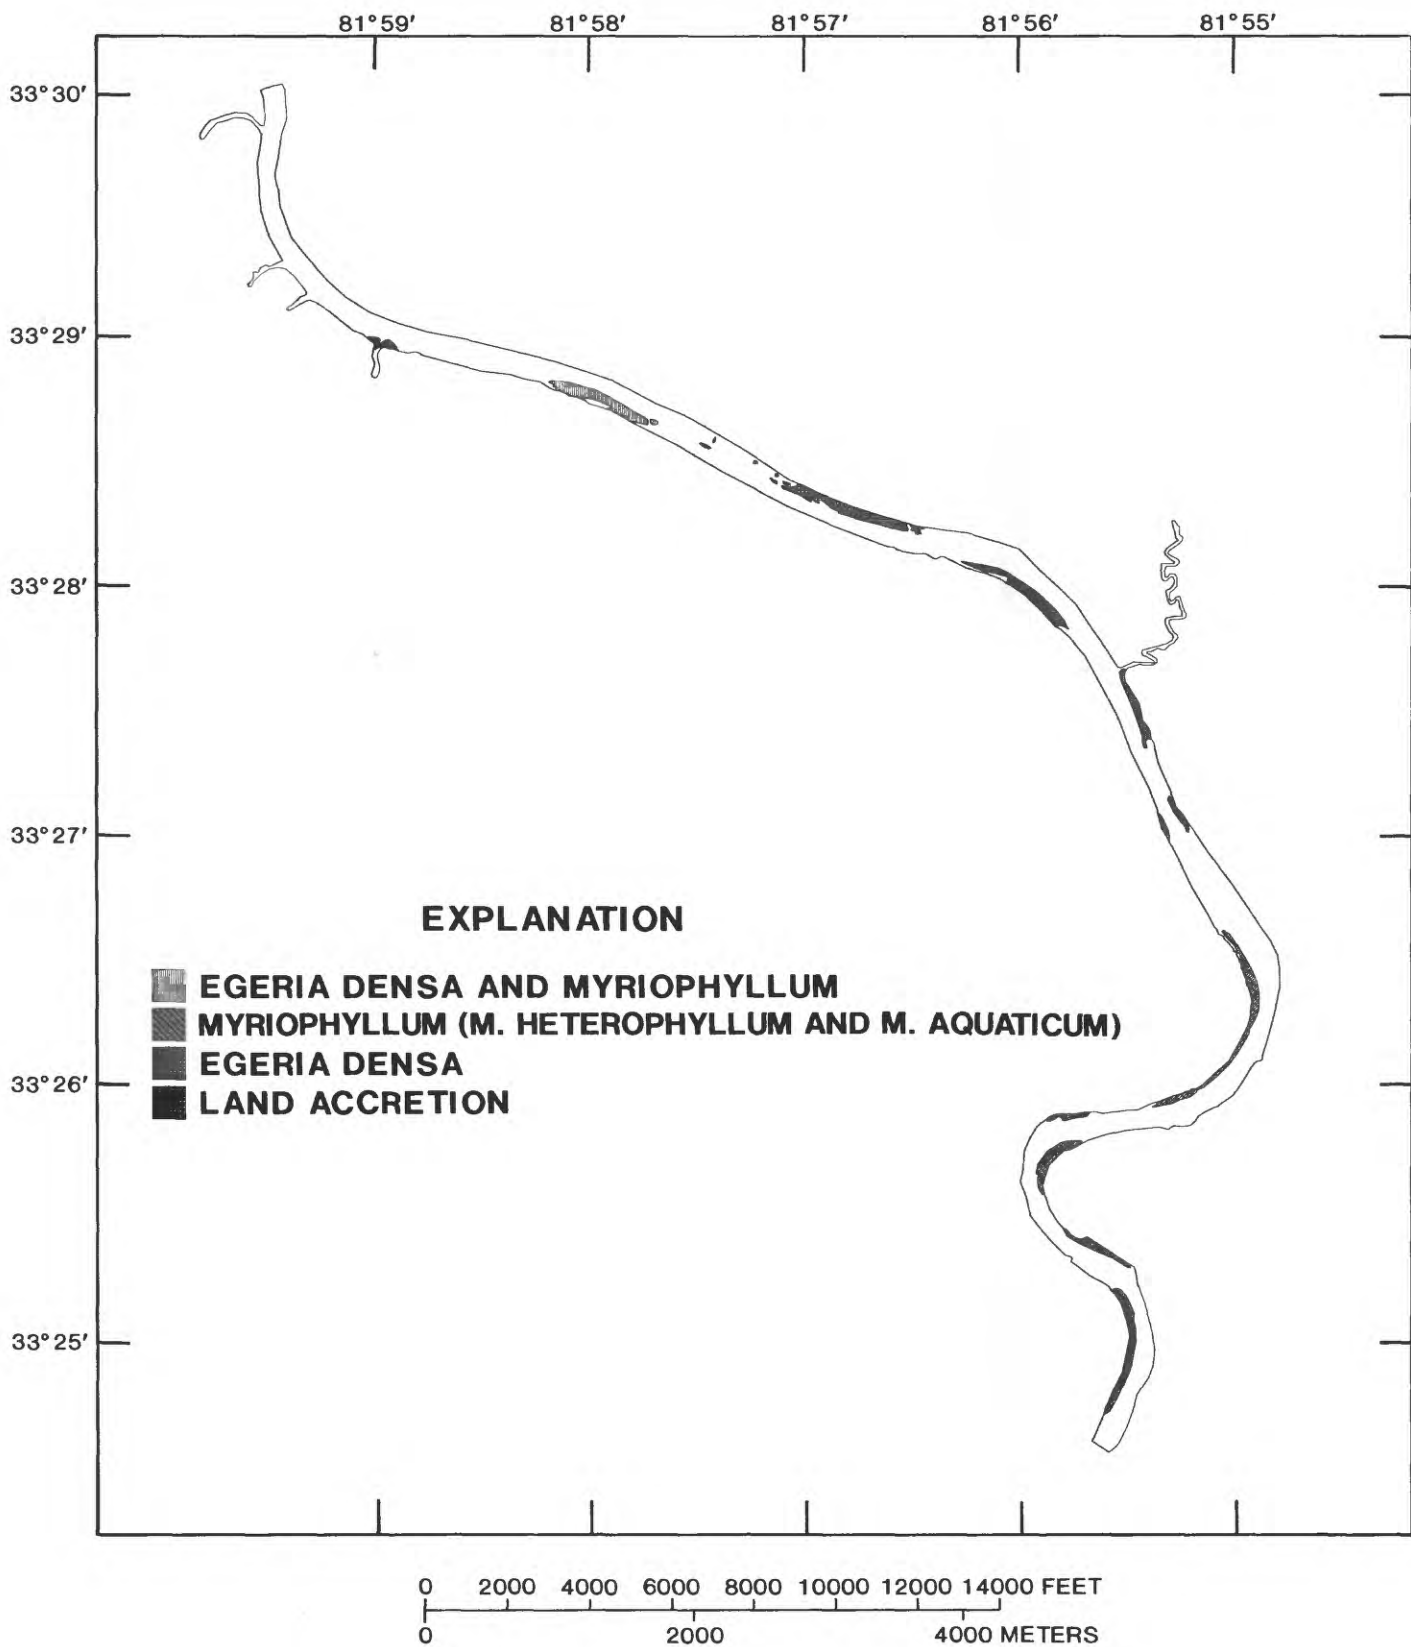 81°59′ 81°58′ 81°57′ 81°56′ 81°55′
33°30′
33°29′
33°28′
33°27′
EXPLANATION
EGERIA DENSA AND MYRIOPHYLLUM
MYRIOPHYLLUM (M. HETEROPHYLLUM AND M. AQUATICUM)
EGERIA DENSA
33°26′
LAND ACCRETION
33°25′
0 2000 4000 6000 8000 10000 12000 14000 FEET
0 2000 4000 METERS